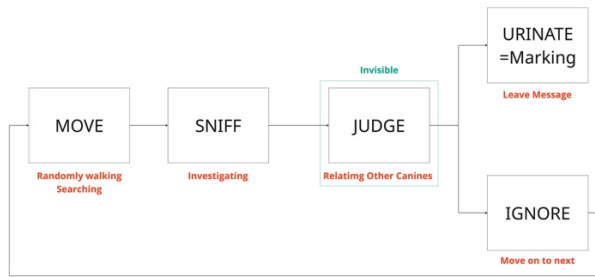 URINATE
=Marking
Leave Message
Invisible
MOVE
SNIFF
JUDGE
Randomly walking
Searching
Investigating
Relatimg Other Canines
IGNORE
Move on to next